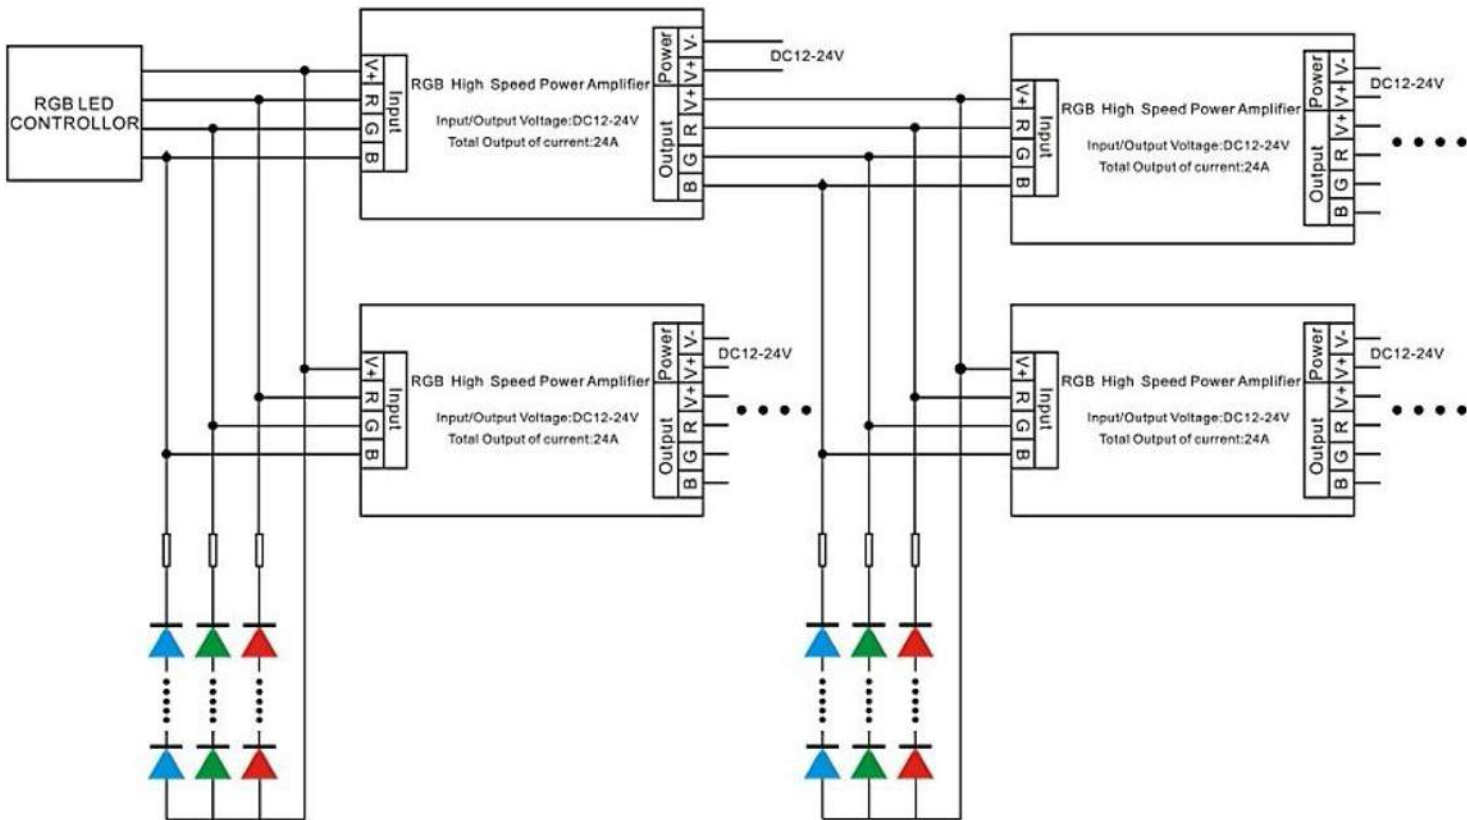 RGB LED
CONTROLLOR
V+
R
G
B
Input
RGB High Speed Power Amplifier
Input/Output Voltage:DC12-24V
Total Output of current:24A
Power
Output
V-
V+
V+
R
G
B
DC12-24V
V+
R
G
B
Input
RGB High Speed Power Amplifier
Input/Output Voltage:DC12-24V
Total Output of current:24A
Power
Output
V-
V+
V+
R
G
B
DC12-24V
V+
R
G
B
Input
RGB High Speed Power Amplifier
Input/Output Voltage:DC12-24V
Total Output of current:24A
Power
Output
V-
V+
V+
R
G
B
DC12-24V
V+
R
G
B
Input
RGB High Speed Power Amplifier
Input/Output Voltage:DC12-24V
Total Output of current:24A
Power
Output
V-
V+
V+
R
G
B
DC12-24V